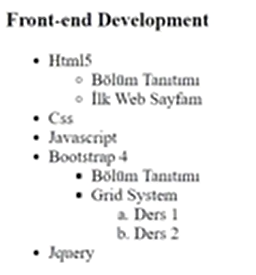 Front-end Development
Html5
Bölüm Tanıtımı
İlk Web Sayfam
Css
Javascript
Bootstrap 4
Bölüm Tanıtımı
Grid System
a. Ders 1
b. Ders 2
Jquery